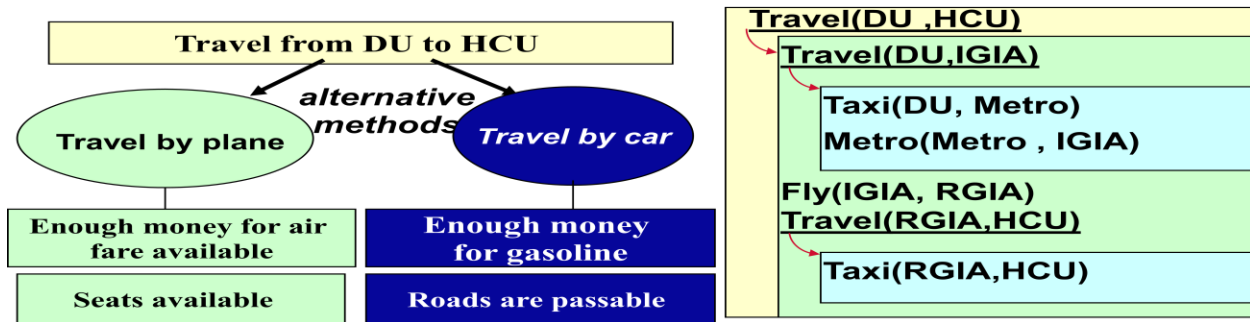 Travel from DU to HCU
alternative
methods
Travel by plane
Travel by car
Enough money for air
fare available
Seats available
Enough money
for gasoline
Roads are passable
Travel(DU ,HCU)
Travel(DU,IGIA)
Taxi(DU, Metro)
Metro(Metro , IGIA)
Fly(IGIA, RGIA)
Travel(RGIA,HCU)
Taxi(RGIA,HCU)